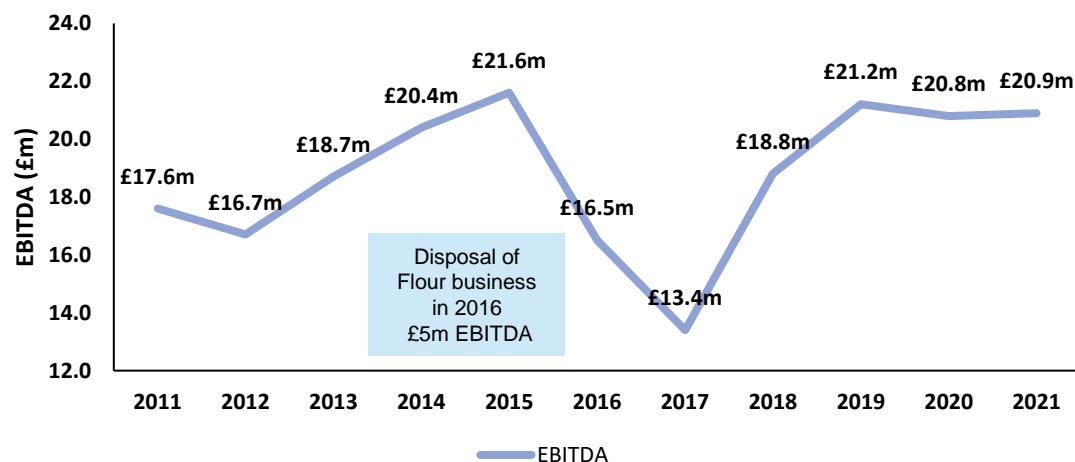 EBITDA (£m)
24.0
22.0
20.0
18.0
16.0
14.0
12.0
£17.6m
£16.7m
£18.7m
£20.4m
£21.6m
£16.5m
£13.4m
£18.8m
£21.2m
£20.8m
£20.9m
Disposal of
Flour business
in 2016
£5m EBITDA
2011 2012 2013 2014 2015 2016 2017 2018 2019 2020 2021
EBITDA